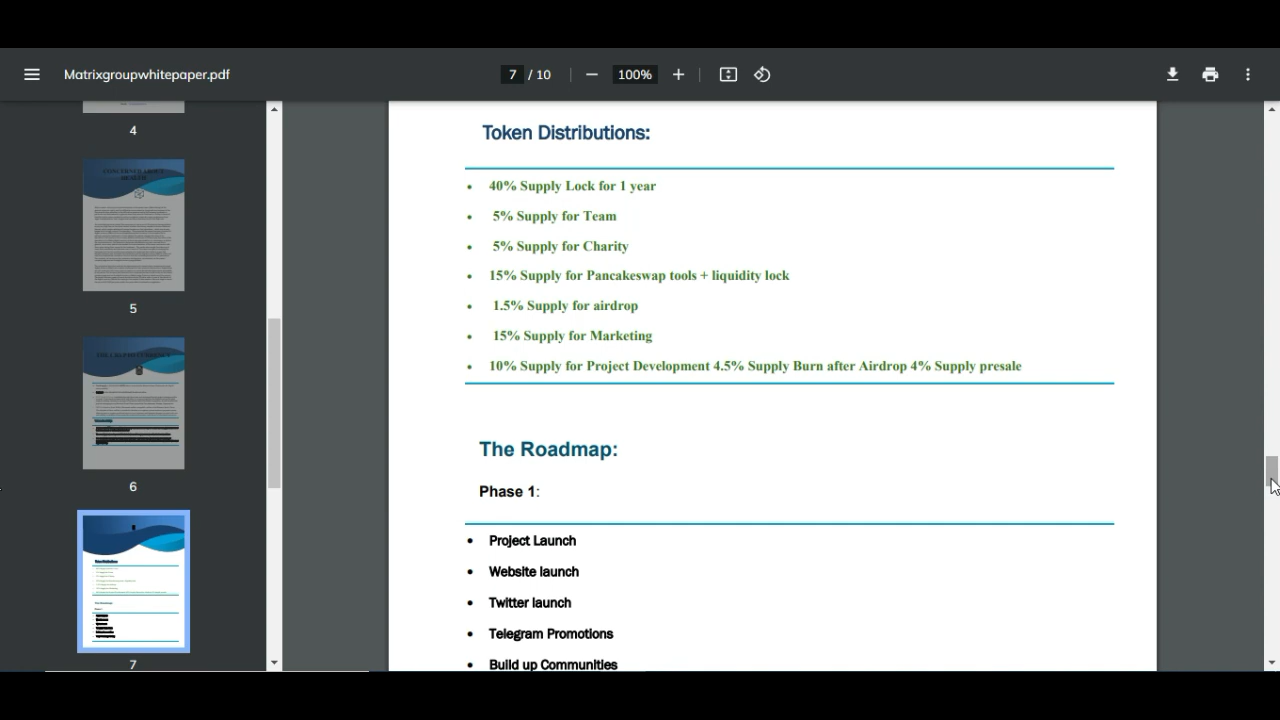 Matrixgroupwhitepaper.pdf
7 / 10
100%
4
5
6
7
Token Distributions:
• 40% Supply Lock for 1 year
• 5% Supply for Team
• 5% Supply for Charity
• 15% Supply for Pancakeswap tools + liquidity lock
• 1.5% Supply for airdrop
• 15% Supply for Marketing
• 10% Supply for Project Development 4.5% Supply Burn after Airdrop 4% Supply presale
The Roadmap:
Phase 1:
• Project Launch
• Website launch
• Twitter launch
• Telegram Promotions
• Build up Communities